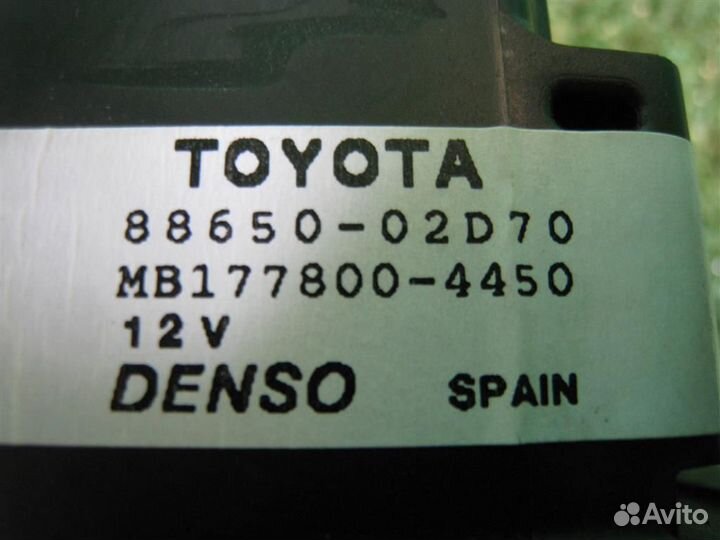 TOYOTA
88650-02D70
MB177800-4450
12V
DENSO SPAIN
Avito